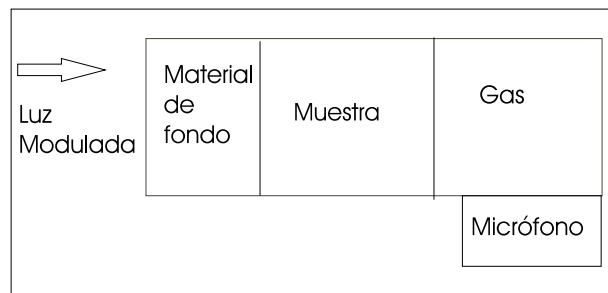 Luz
Modulada
Material
de
fondo
Muestra
Gas
Micrófono